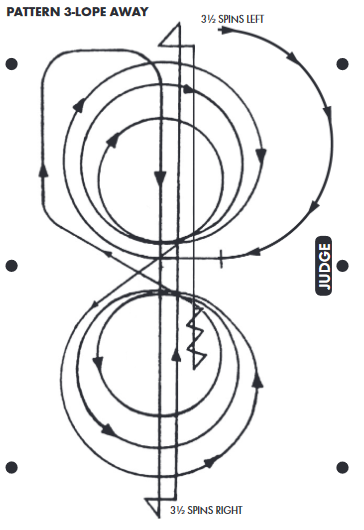 PATTERN 3-LOPE AWAY
3½ SPINS LEFT
JUDGE
3½ SPINS RIGHT